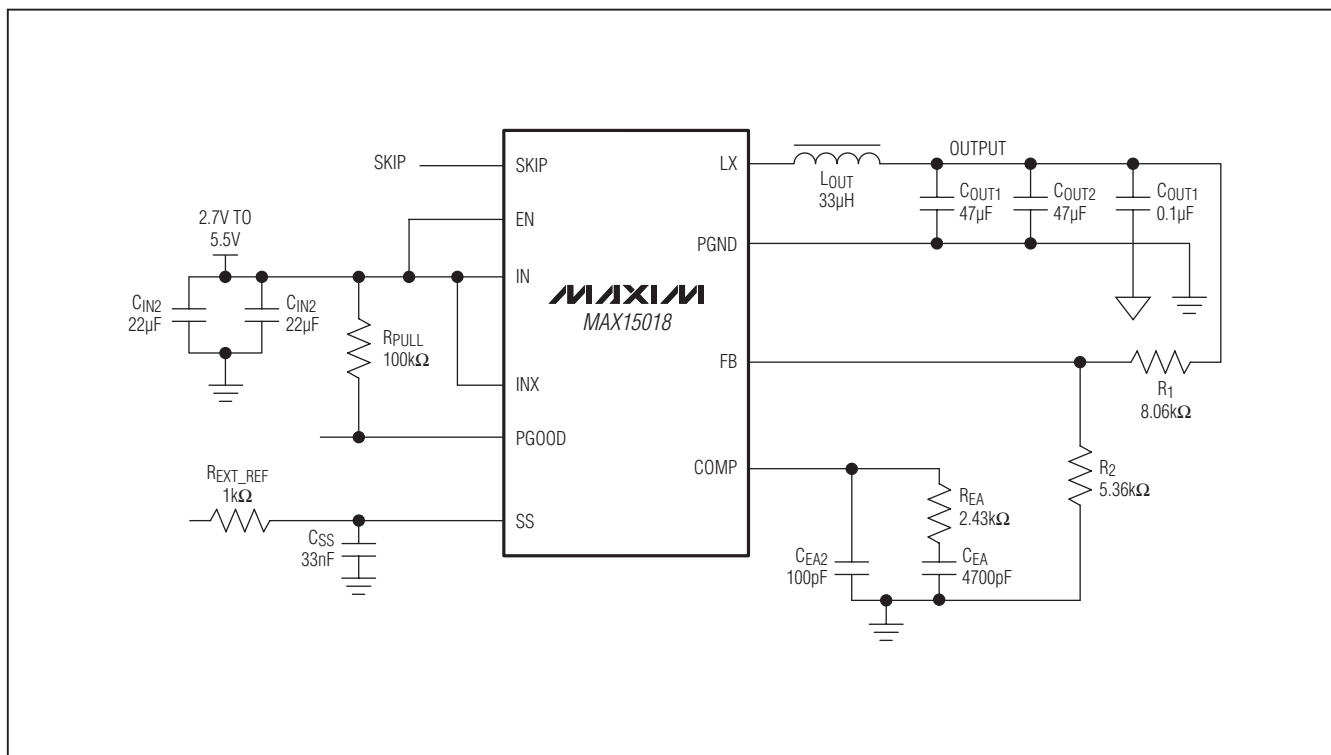 SKIP
2.7V TO
5.5V
CIN2
22µF
CIN2
22µF
RPULL
100kΩ
REXT_REF
1kΩ
CSS
33nF
SKIP
EN
IN
INX
PGOOD
SS
MAXIM
MAX15018
LX
PGND
FB
COMP
LOUT
33µH
OUTPUT
COUT1
47µF
COUT2
47µF
COUT1
0.1µF
R1
8.06kΩ
R2
5.36kΩ
REA
2.43kΩ
CEA2
100pF
CEA
4700pF